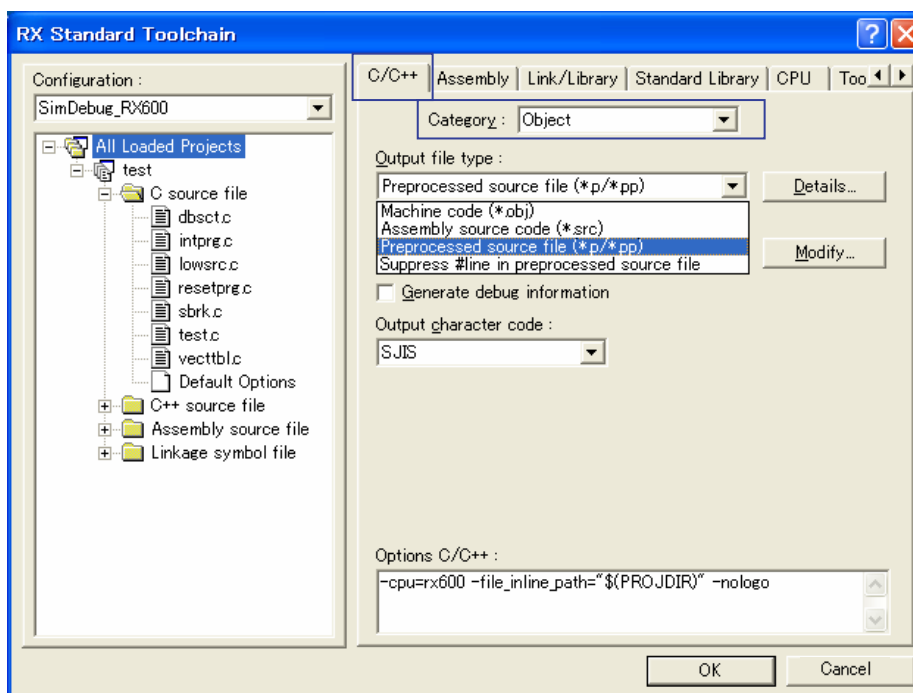 RX Standard Toolchain
Configuration :
SimDebug_RX600
All Loaded Projects
test
C source file
dbsct.c
intprg.c
lowsrc.c
resetprg.c
sbrk.c
test.c
vecttbl.c
Default Options
C++ source file
Assembly source file
Linkage symbol file
C/C++ Assembly Link/Library Standard Library CPU Too
Category : Object
Output file type :
Preprocessed source file (*.p/*.pp) Details...
Machine code (*.obj)
Assembly source code (*.src)
Preprocessed source file (*.p/*.pp)
Suppress #line in preprocessed source file
Modify...
Generate debug information
Output character code :
SJIS
Options C/C++ :
-cpu=rx600 -file_inline_path="$(PROJDIR)" -nologo
OK Cancel